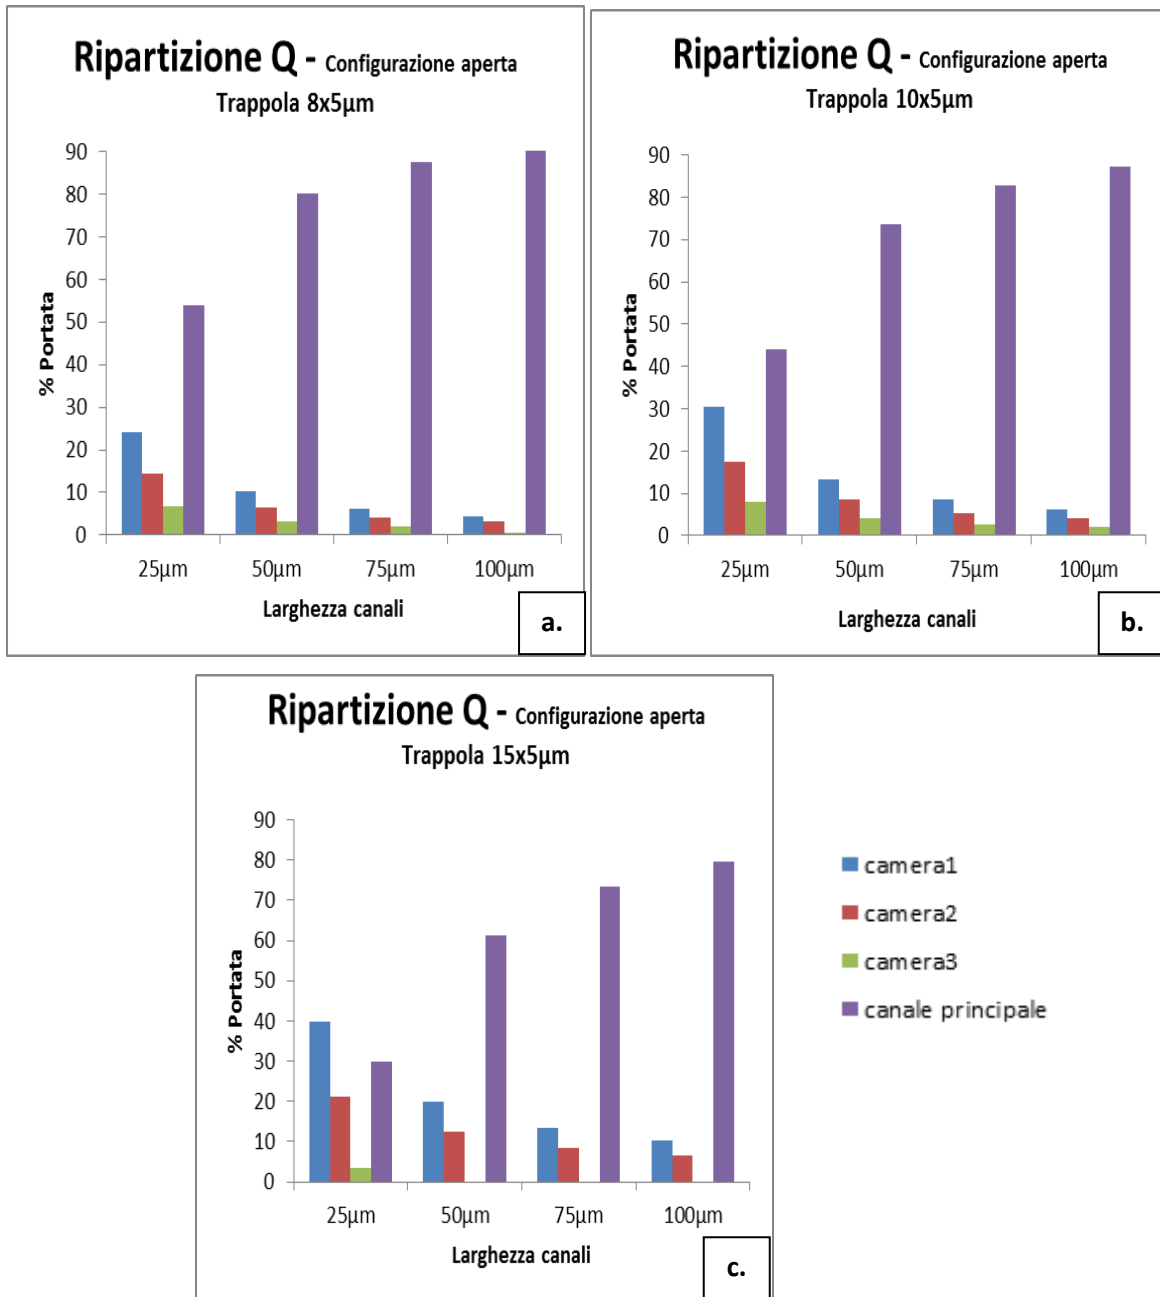 Ripartizione Q - Configurazione aperta
Trappola 8x5µm
90
80
70
60
50
40
30
20
10
0
% Portata
25µm 50µm 75µm 100µm
Larghezza canali
a.
Ripartizione Q - Configurazione aperta
Trappola 10x5µm
90
80
70
60
50
40
30
20
10
0
% Portata
25µm 50µm 75µm 100µm
Larghezza canali
b.
Ripartizione Q - Configurazione aperta
Trappola 15x5µm
90
80
70
60
50
40
30
20
10
0
% Portata
25µm 50µm 75µm 100µm
Larghezza canali
c.
camera1
camera2
camera3
canale principale